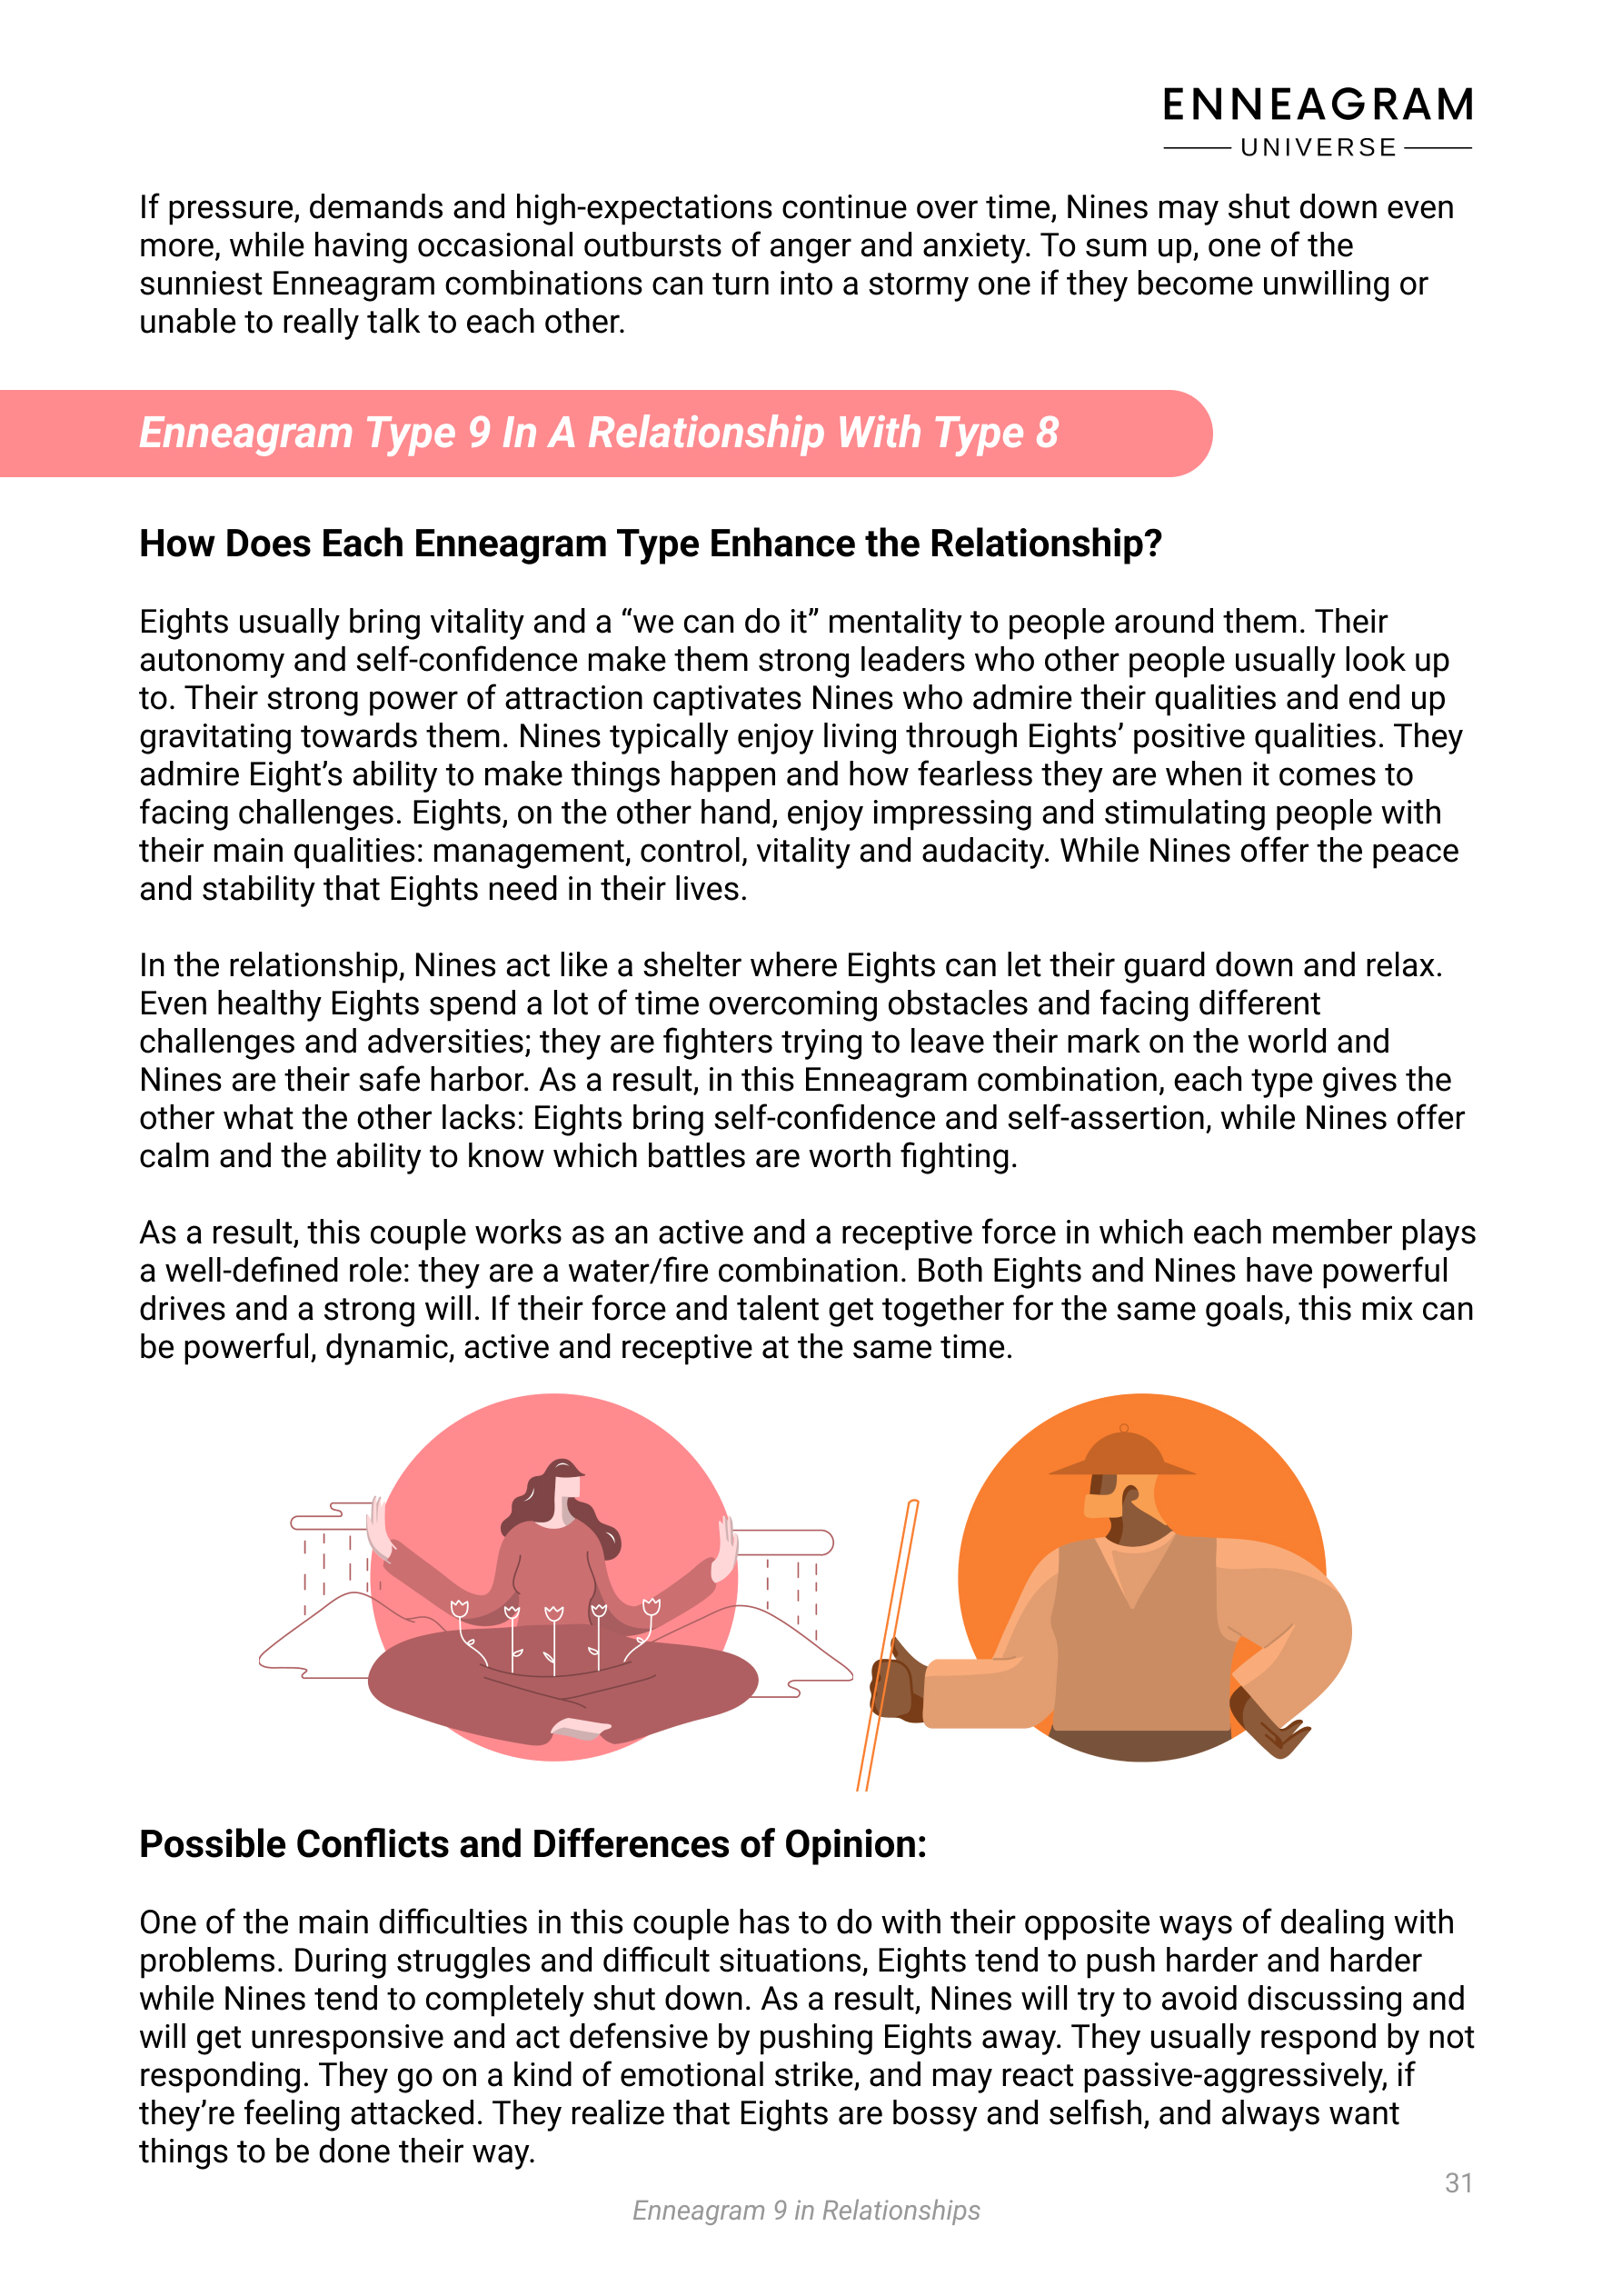 ENNEAGRAM
UNIVERSE
If pressure, demands and high-expectations continue over time, Nines may shut down even
more, while having occasional outbursts of anger and anxiety. To sum up, one of the
sunniest Enneagram combinations can turn into a stormy one if they become unwilling or
unable to really talk to each other.
Enneagram Type 9 In A Relationship With Type 8
How Does Each Enneagram Type Enhance the Relationship?
Eights usually bring vitality and a “we can do it” mentality to people around them. Their
autonomy and self-confidence make them strong leaders who other people usually look up
to. Their strong power of attraction captivates Nines who admire their qualities and end up
gravitating towards them. Nines typically enjoy living through Eights’ positive qualities. They
admire Eight’s ability to make things happen and how fearless they are when it comes to
facing challenges. Eights, on the other hand, enjoy impressing and stimulating people with
their main qualities: management, control, vitality and audacity. While Nines offer the peace
and stability that Eights need in their lives.
In the relationship, Nines act like a shelter where Eights can let their guard down and relax.
Even healthy Eights spend a lot of time overcoming obstacles and facing different
challenges and adversities; they are fighters trying to leave their mark on the world and
Nines are their safe harbor. As a result, in this Enneagram combination, each type gives the
other what the other lacks: Eights bring self-confidence and self-assertion, while Nines offer
calm and the ability to know which battles are worth fighting.
As a result, this couple works as an active and a receptive force in which each member plays
a well-defined role: they are a water/fire combination. Both Eights and Nines have powerful
drives and a strong will. If their force and talent get together for the same goals, this mix can
be powerful, dynamic, active and receptive at the same time.
Possible Conflicts and Differences of Opinion:
One of the main difficulties in this couple has to do with their opposite ways of dealing with
problems. During struggles and difficult situations, Eights tend to push harder and harder
while Nines tend to completely shut down. As a result, Nines will try to avoid discussing and
will get unresponsive and act defensive by pushing Eights away. They usually respond by not
responding. They go on a kind of emotional strike, and may react passive-aggressively, if
they’re feeling attacked. They realize that Eights are bossy and selfish, and always want
things to be done their way.
31
Enneagram 9 in Relationships